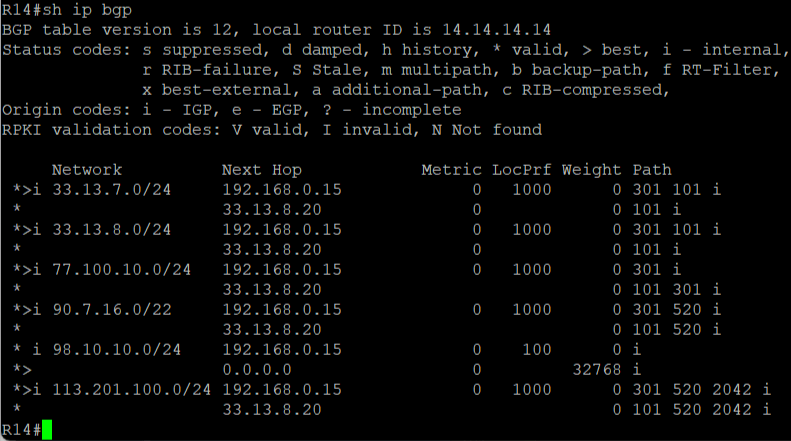 R14#sh ip bgp
BGP table version is 12, local router ID is 14.14.14.14
Status codes: s suppressed, d damped, h history, * valid, > best, i - internal,
              r RIB-failure, S Stale, m multipath, b backup-path, f RT-Filter,
              x best-external, a additional-path, c RIB-compressed,
Origin codes: i - IGP, e - EGP, ? - incomplete
RPKI validation codes: V valid, I invalid, N Not found

     Network          Next Hop            Metric LocPrf Weight Path
 *>i 33.13.7.0/24     192.168.0.15             0   1000      0 301 101 i
 *                    33.13.8.20               0             0 101 i
 *>i 33.13.8.0/24     192.168.0.15             0   1000      0 301 101 i
 *                    33.13.8.20               0             0 101 i
 *>i 77.100.10.0/24   192.168.0.15             0   1000      0 301 i
 *                    33.13.8.20                             0 101 301 i
 *>i 90.7.16.0/22     192.168.0.15             0   1000      0 301 520 i
 *                    33.13.8.20                             0 101 520 i
 * i 98.10.10.0/24    192.168.0.15             0    100      0 i
 *>                   0.0.0.0                  0         32768 i
 *>i 113.201.100.0/24 192.168.0.15             0   1000      0 301 520 2042 i
 *                    33.13.8.20                             0 101 520 2042 i
R14#